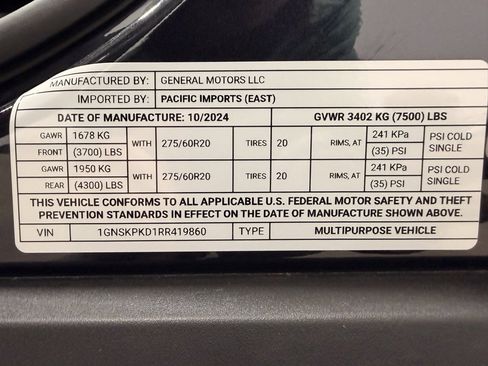 MANUFACTURED BY: GENERAL MOTORS LLC
IMPORTED BY: PACIFIC IMPORTS (EAST)
DATE OF MANUFACTURE: 10/2024 GVWR 3402 KG (7500) LBS
GAWR 1678 KG WITH 275/60R20 TIRES 20 RIMS, AT 241 KPa PSI COLD
FRONT (3700) LBS (35) PSI SINGLE
GAWR 1950 KG WITH 275/60R20 TIRES 20 RIMS, AT 241 KPa PSI COLD
REAR (4300) LBS (35) PSI SINGLE
THIS VEHICLE CONFORMS TO ALL APPLICABLE U.S. FEDERAL MOTOR SAFETY AND THEFT
PREVENTION STANDARDS IN EFFECT ON THE DATE OF MANUFACTURE SHOWN ABOVE.
VIN 1GNSKPKD1RR419860 TYPE MULTIPURPOSE VEHICLE